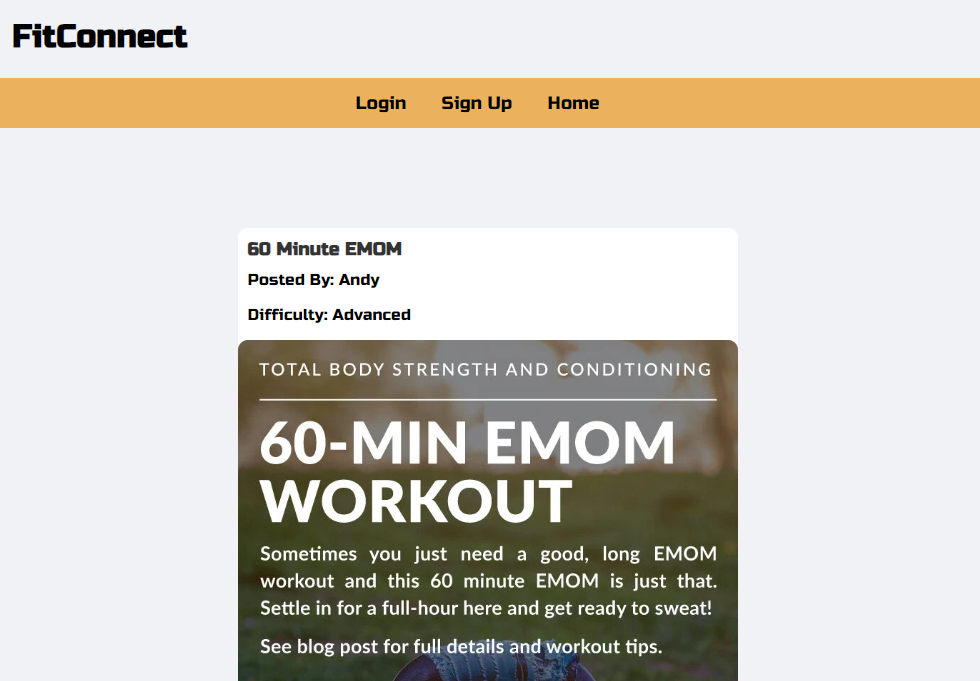 FitConnect
Login Sign Up Home
60 Minute EMOM
Posted By: Andy
Difficulty: Advanced
TOTAL BODY STRENGTH AND CONDITIONING
60-MIN EMOM
WORKOUT
Sometimes you just need a good, long EMOM
workout and this 60 minute EMOM is just that.
Settle in for a full-hour here and get ready to sweat!
See blog post for full details and workout tips.